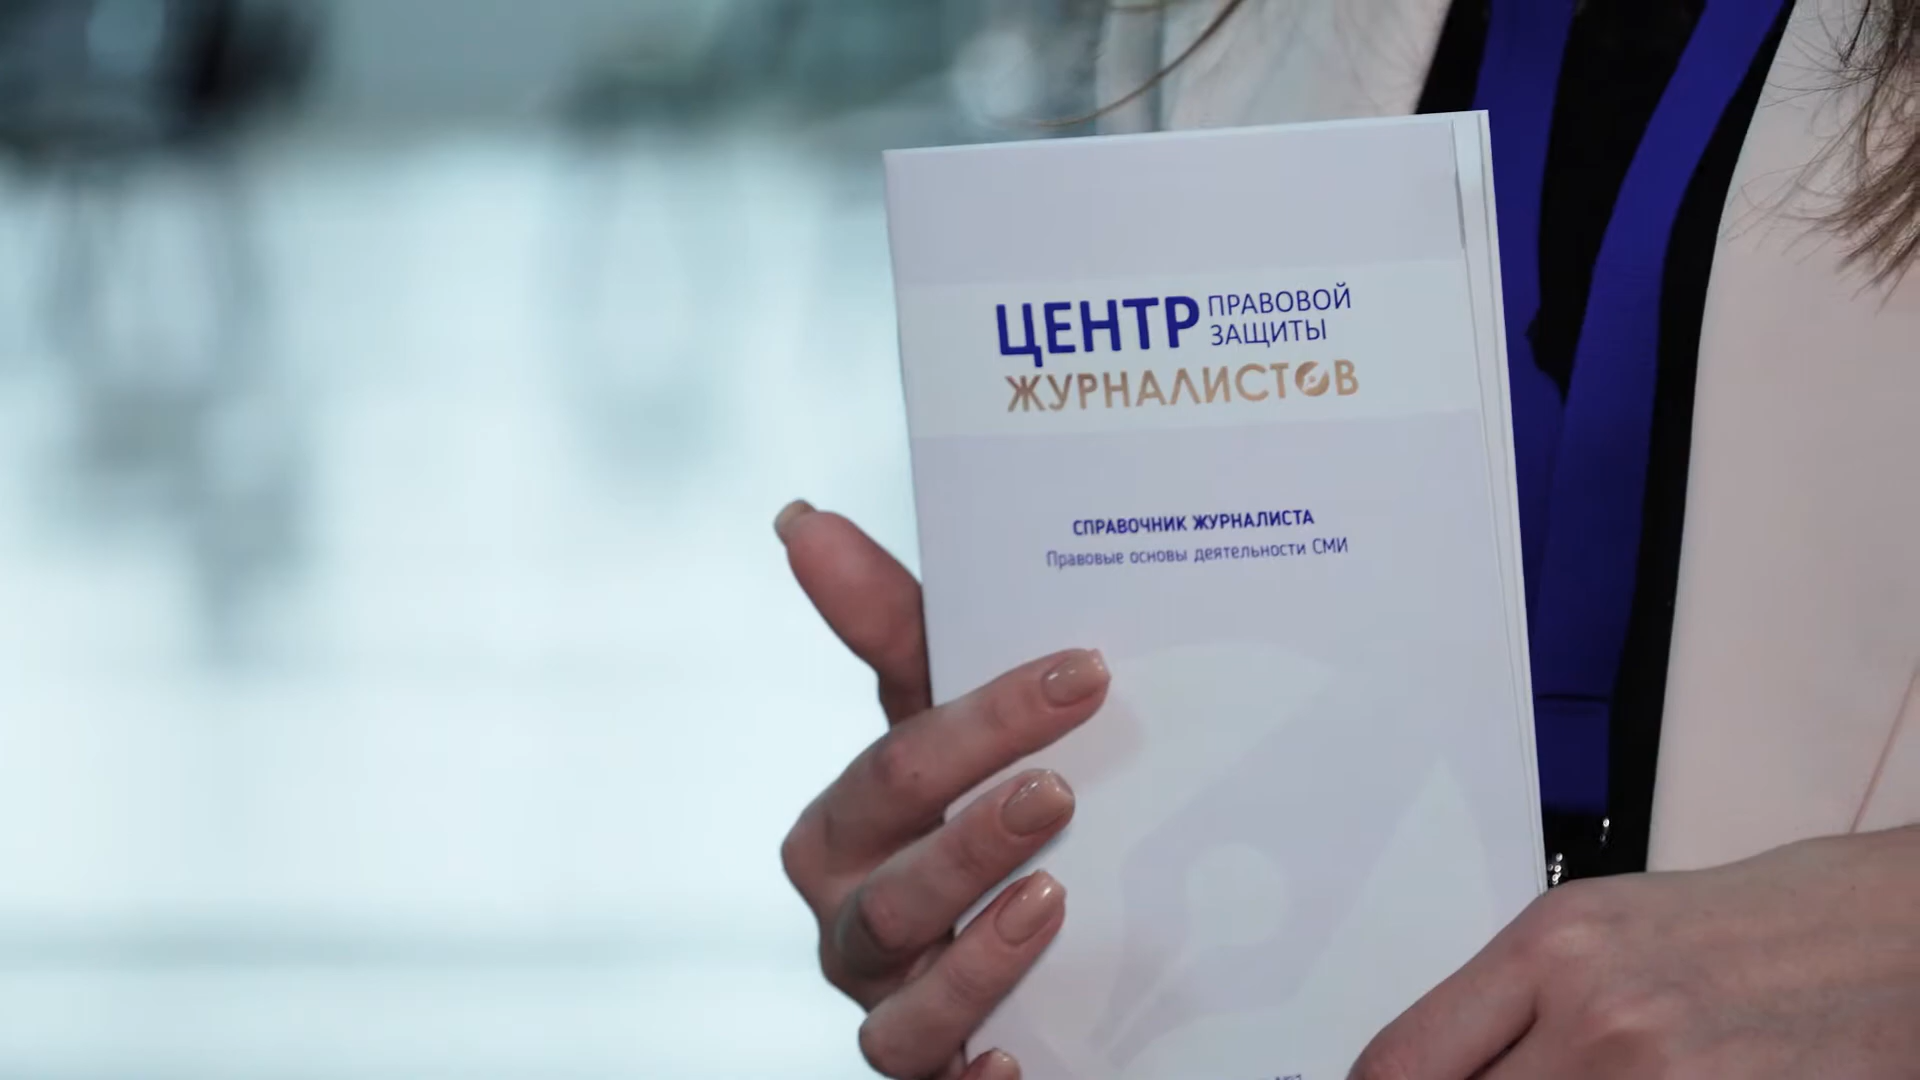 ЦЕНТР ПРАВОВОЙ
ЗАЩИТЫ
ЖУРНАЛИСТОВ
СПРАВОЧНИК ЖУРНАЛИСТА
Правовые основы деятельности СМИ